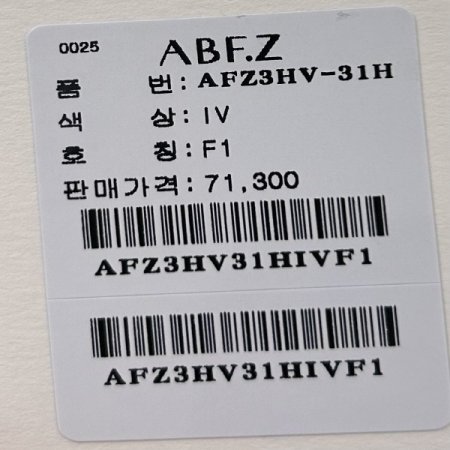 0025 ABF.Z
품 번: AFZ3HV-31H
색 상: IV
호 칭: F1
판매가격: 71,300
AFZ3HV31HIVF1
AFZ3HV31HIVF1